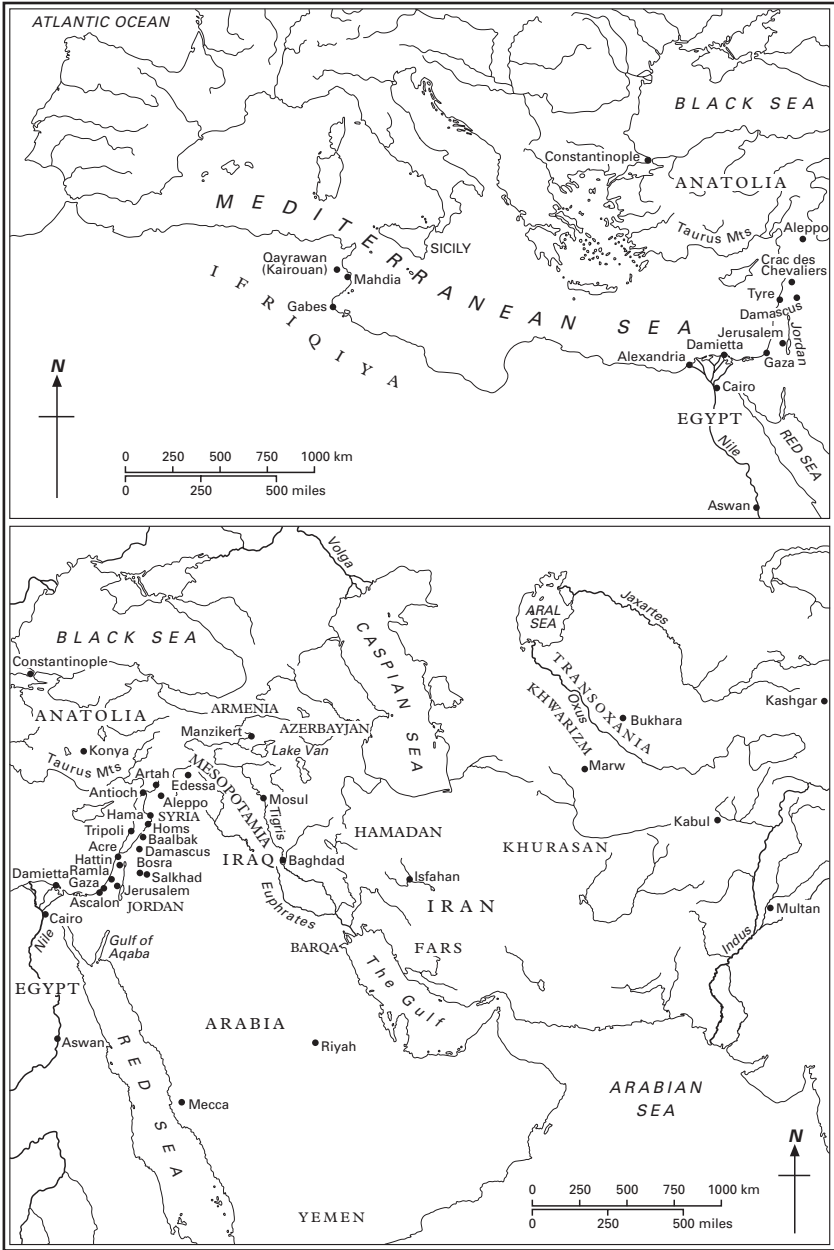 ATLANTIC OCEAN
BLACK SEA
Constantinople
ANATOLIA
MEDITERRANEAN SEA
Taurus Mts
Aleppo
SICILY
Qayrawan
(Kairouan)
Mahdia
Crac des
Chevaliers
IFRIQIYA
Gabes
Tyre
Damascus
Jerusalem
Jordan
Damietta
Alexandria
Gaza
N
Cairo
EGYPT
Nile
RED SEA
0 250 500 750 1000 km
0 250 500 miles
Aswan
Volga
ARAL
SEA
Jaxartes
BLACK SEA
CASPIAN SEA
Constantinople
TRANSOXANIA
Oxus
KHWARIZM
Kashgar
ANATOLIA
ARMENIA
Manzikert
AZERBAYJAN
Bukhara
Konya
Lake Van
Taurus Mts
Marw
Artah
Antioch
Edessa
Aleppo
MESOPOTAMIA
Mosul
Tigris
Hama
SYRIA
Homs
Tripoli
Baalbak
HAMADAN
Kabul
KHURASAN
Acre
Damascus
Hattin
Bosra
IRAQ
Baghdad
Ramla
Salkhad
Isfahan
Damietta
Gaza
Jerusalem
Ascalon
JORDAN
Euphrates
IRAN
Multan
Cairo
Nile
Gulf of
Aqaba
BARQA
FARS
Indus
EGYPT
The Gulf
ARABIA
Aswan
RED SEA
Riyah
Mecca
ARABIAN
SEA
N
YEMEN
0 250 500 750 1000 km
0 250 500 miles